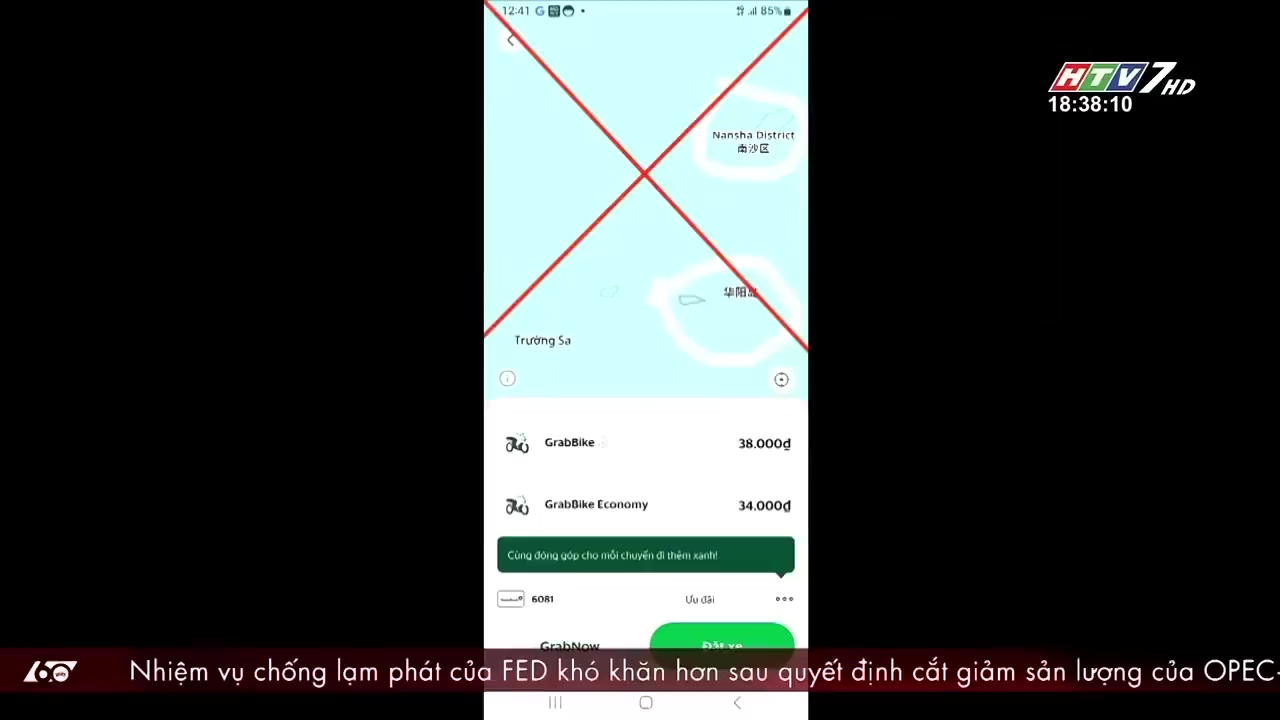 12:41 G 85%
HTV7 HD
18:38:10
Nansha District
南沙区
华阳岛
Trường Sa
GrabBike
38.000₫
GrabBike Economy
34.000₫
Cùng đóng góp cho mỗi chuyến đi thêm xanh!
6081 Ưu đãi
GrabNow Đặt xe
60 giây Nhiệm vụ chống lạm phát của FED khó khăn hơn sau quyết định cắt giảm sản lượng của OPEC+